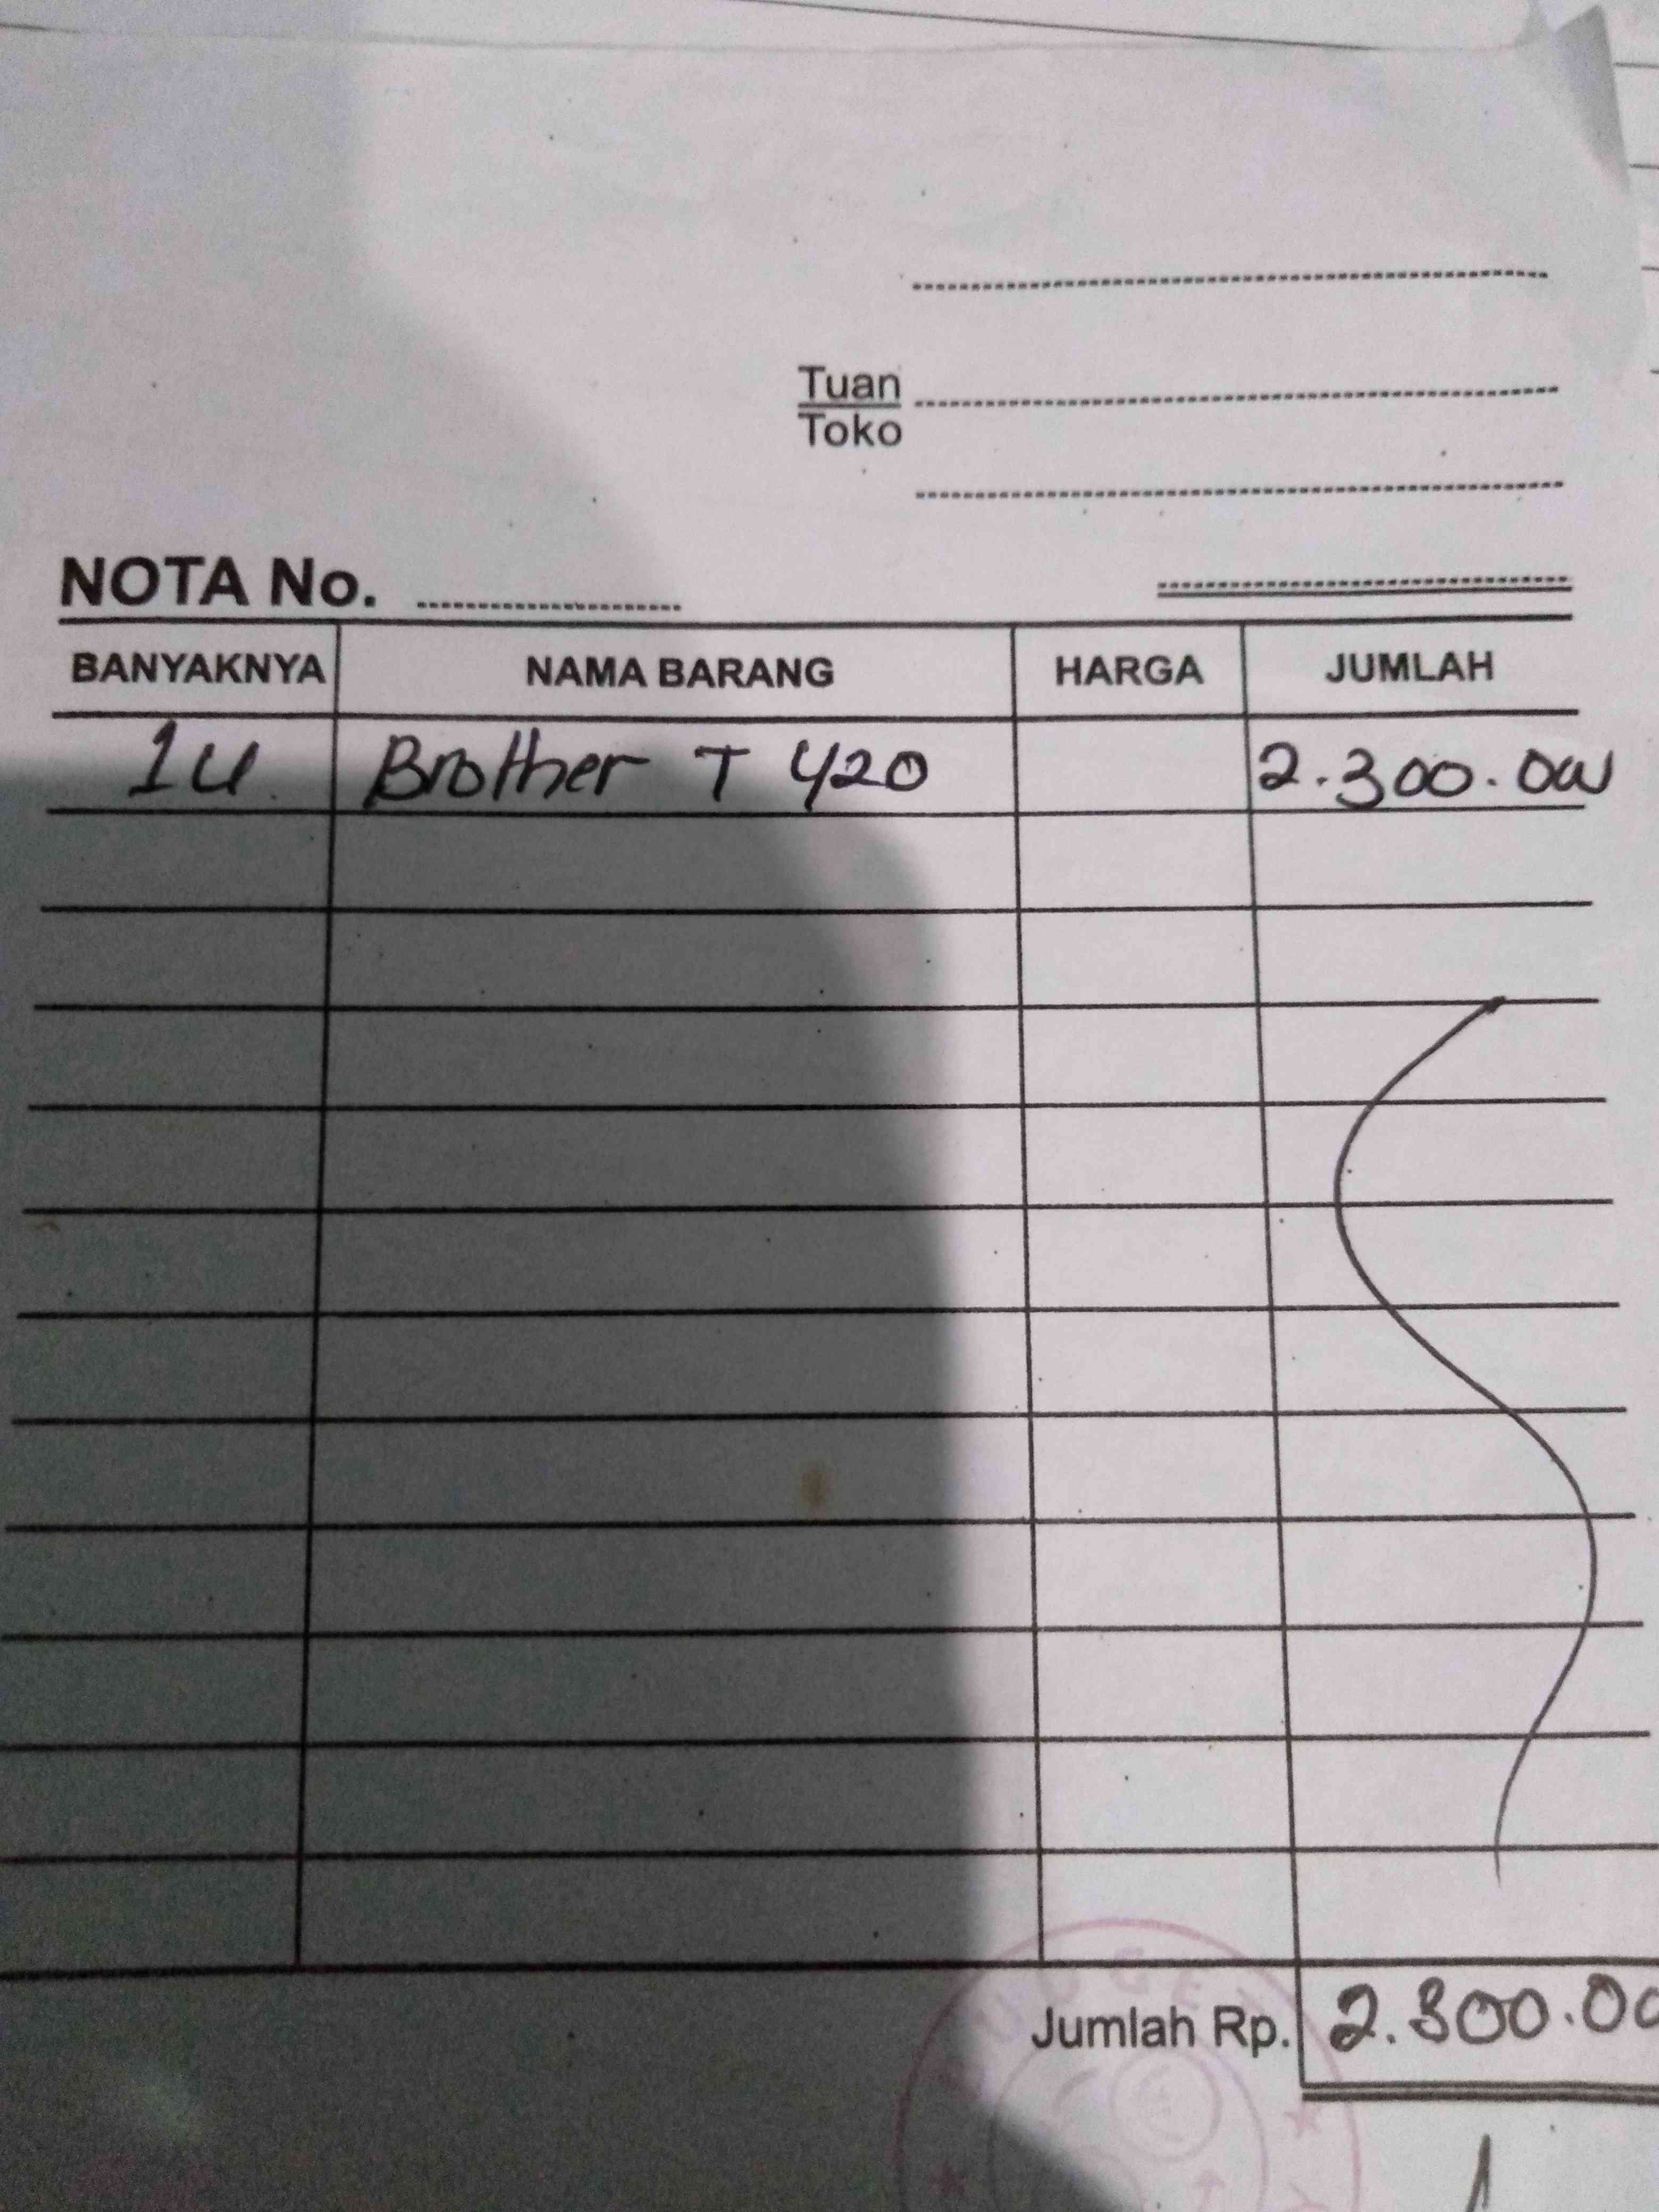 Tuan
Toko
NOTA No.
BANYAKNYA NAMA BARANG HARGA JUMLAH
1 U Brother T 420 2.300.000
Jumlah Rp. 2.300.00